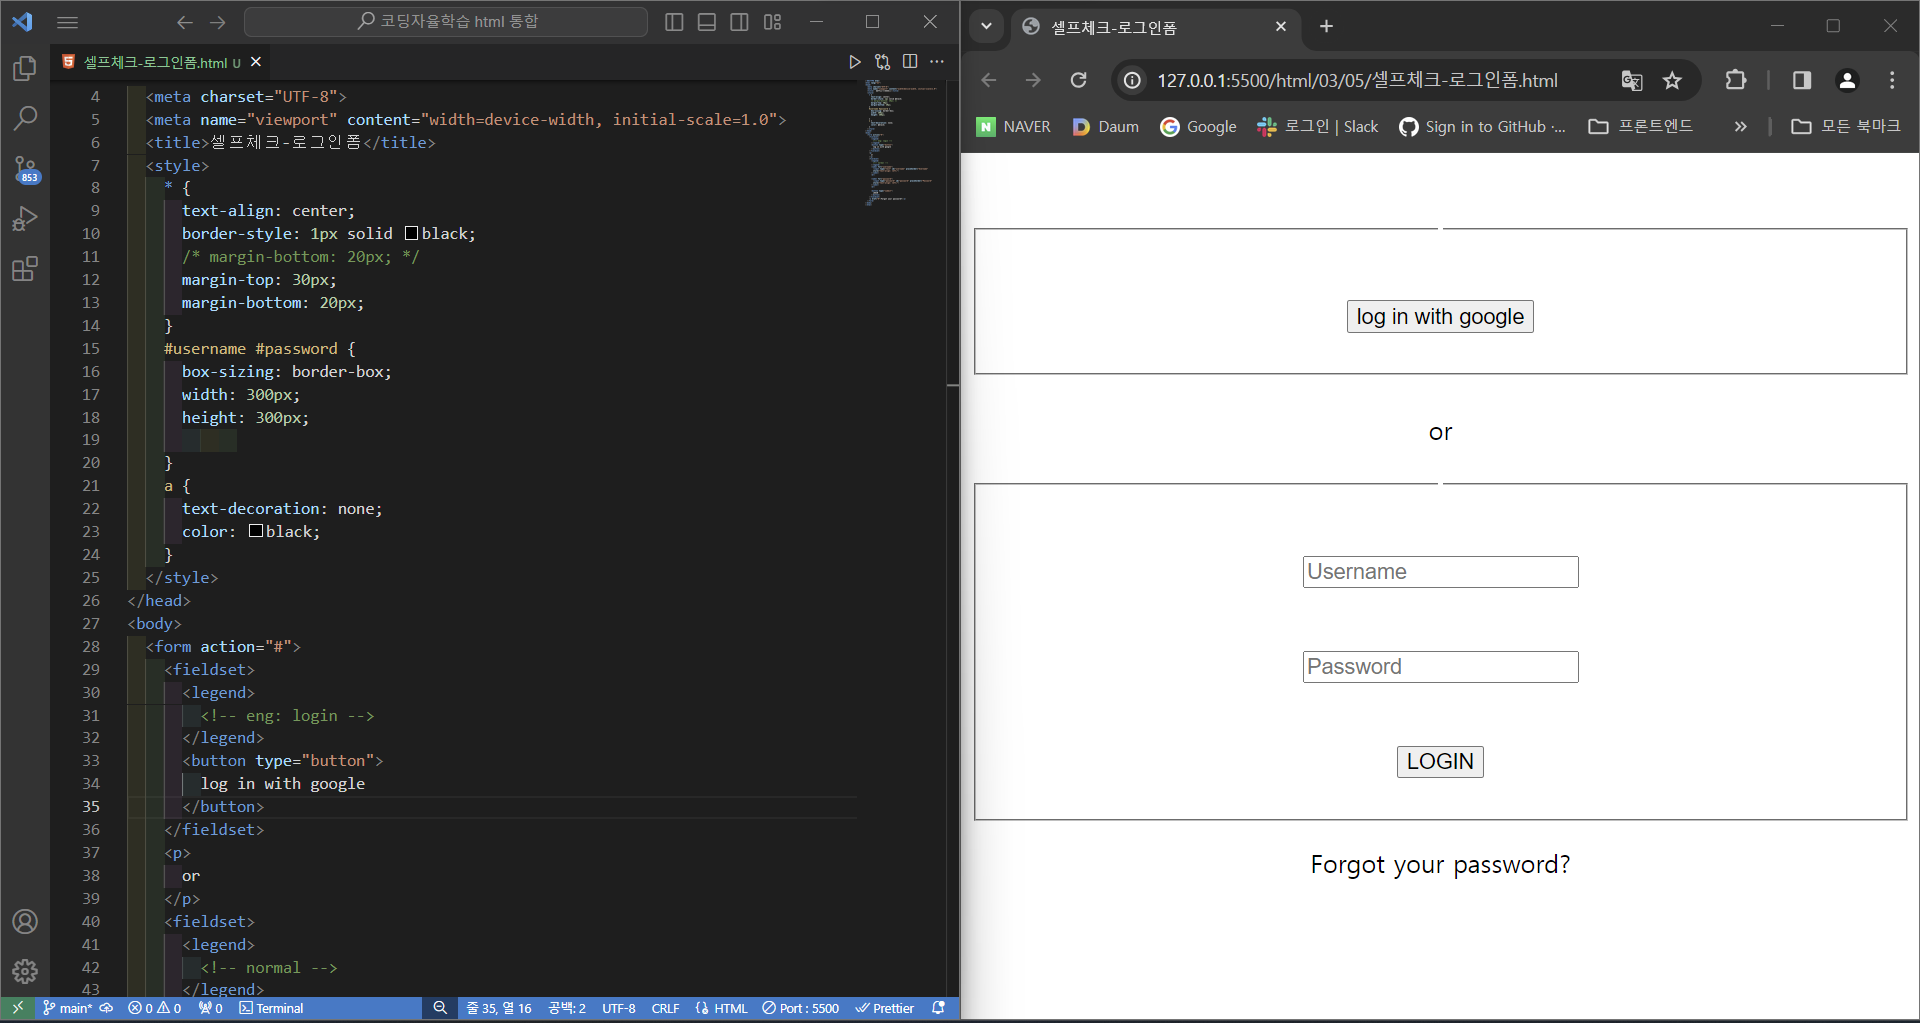 코딩자율학습 html 통합
셀프체크-로그인폼.html U
4 <meta charset="UTF-8">
5 <meta name="viewport" content="width=device-width, initial-scale=1.0">
6 <title>셀프체크-로그인폼</title>
7 <style>
8 * {
9 text-align: center;
10 border-style: 1px solid black;
11 /* margin-bottom: 20px; */
12 margin-top: 30px;
13 margin-bottom: 20px;
14 }
15 #username #password {
16 box-sizing: border-box;
17 width: 300px;
18 height: 300px;
19
20 }
21 a {
22 text-decoration: none;
23 color: black;
24 }
25 </style>
26 </head>
27 <body>
28 <form action="#">
29 <fieldset>
30 <legend>
31 <!-- eng: login -->
32 </legend>
33 <button type="button">
34 log in with google
35 </button>
36 </fieldset>
37 <p>
38 or
39 </p>
40 <fieldset>
41 <legend>
42 <!-- normal -->
43 </legend>
853
main* 0 0 0 Terminal 줄 35, 열 16 공백: 2 UTF-8 CRLF HTML Port : 5500 Prettier
셀프체크-로그인폼
127.0.0.1:5500/html/03/05/셀프체크-로그인폼.html
NAVER Daum Google 로그인 | Slack Sign in to GitHub ·... 프론트엔드 » 모든 북마크
log in with google
or
Username
Password
LOGIN
Forgot your password?